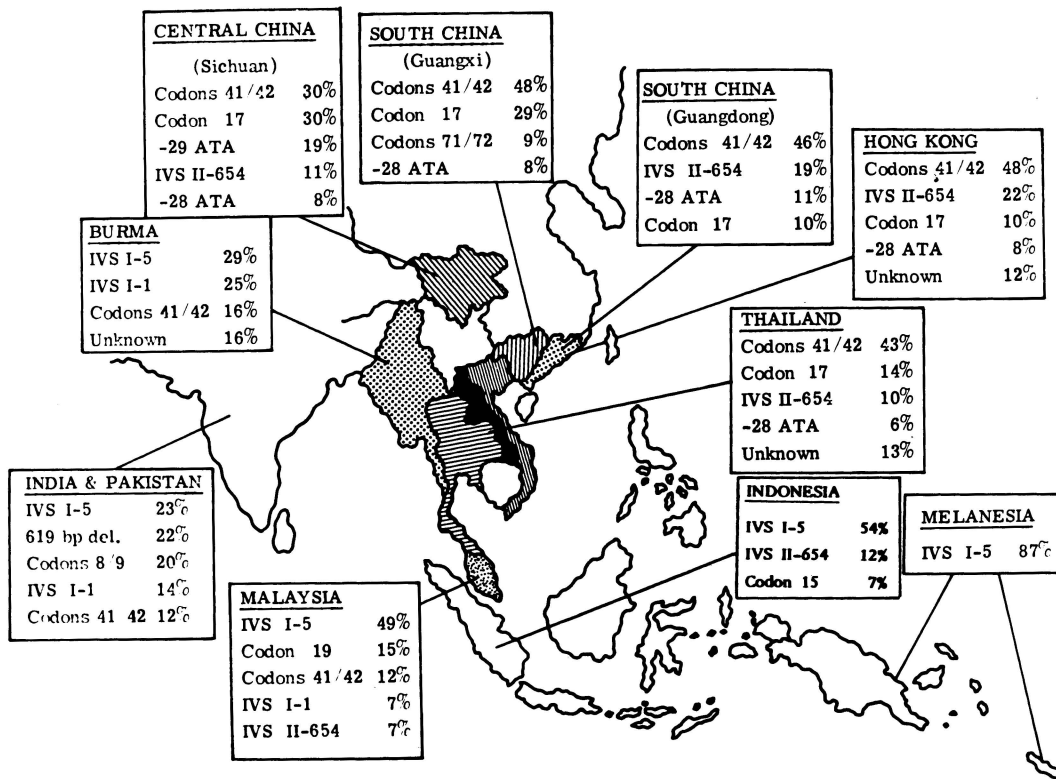 CENTRAL CHINA
(Sichuan)
Codons 41/42 30%
Codon 17 30%
-29 ATA 19%
IVS II-654 11%
-28 ATA 8%
SOUTH CHINA
(Guangxi)
Codons 41/42 48%
Codon 17 29%
Codons 71/72 9%
-28 ATA 8%
SOUTH CHINA
(Guangdong)
Codons 41/42 46%
IVS II-654 19%
-28 ATA 11%
Codon 17 10%
HONG KONG
Codons 41/42 48%
IVS II-654 22%
Codon 17 10%
-28 ATA 8%
Unknown 12%
BURMA
IVS I-5 29%
IVS I-1 25%
Codons 41/42 16%
Unknown 16%
THAILAND
Codons 41/42 43%
Codon 17 14%
IVS II-654 10%
-28 ATA 6%
Unknown 13%
INDIA & PAKISTAN
IVS I-5 23%
619 bp del. 22%
Codons 8/9 20%
IVS I-1 14%
Codons 41 42 12%
MALAYSIA
IVS I-5 49%
Codon 19 15%
Codons 41/42 12%
IVS I-1 7%
IVS II-654 7%
INDONESIA
IVS I-5 54%
IVS II-654 12%
Codon 15 7%
MELANESIA
IVS I-5 87%